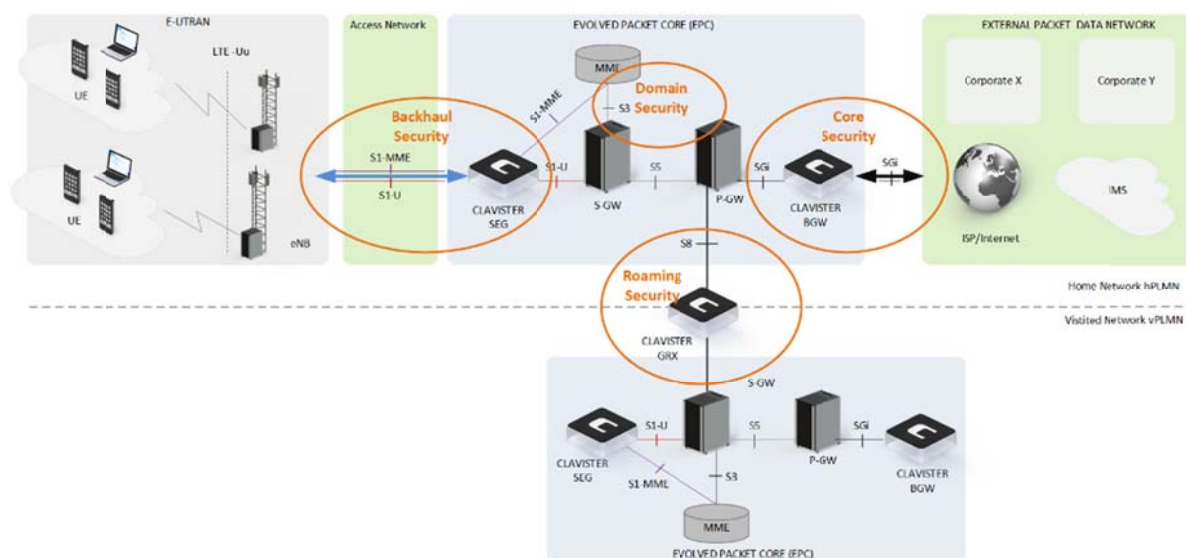 E-UTRAN
Access Network
EVOLVED PACKET CORE (EPC)
EXTERNAL PACKET DATA NETWORK
LTE -Uu
UE
MME
Corporate X
Corporate Y
Domain
Security
S3
S1-MME
Backhaul
Security
Core
Security
S1-MME
S1-U
S1-U
S5
SGi
SGi
UE
eNB
CLAVISTER
SEG
S-GW
P-GW
CLAVISTER
BGW
ISP/Internet
IMS
S8
Roaming
Security
Home Network hPLMN
Vistited Network vPLMN
CLAVISTER
GRX
S-GW
S1-U
S5
SGi
CLAVISTER
SEG
S1-MME
S3
P-GW
CLAVISTER
BGW
MME
EVOLVED PACKET CORE (EPC)